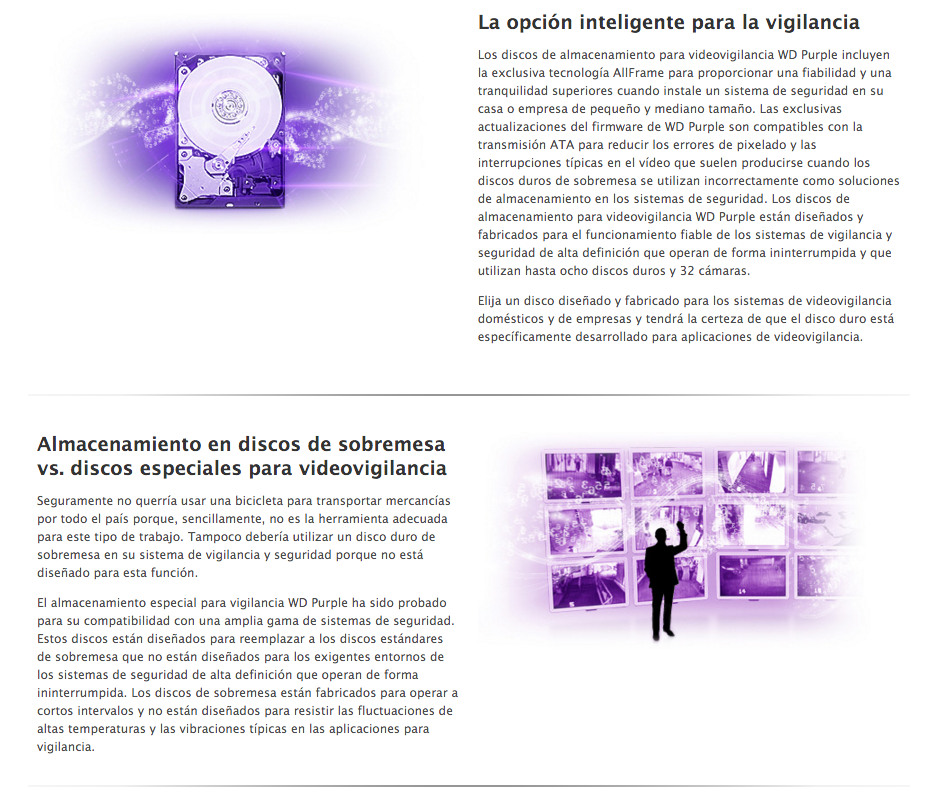 La opción inteligente para la vigilancia
Los discos de almacenamiento para videovigilancia WD Purple incluyen
la exclusiva tecnología AllFrame para proporcionar una fiabilidad y una
tranquilidad superiores cuando instale un sistema de seguridad en su
casa o empresa de pequeño y mediano tamaño. Las exclusivas
actualizaciones del firmware de WD Purple son compatibles con la
transmisión ATA para reducir los errores de pixelado y las
interrupciones típicas en el vídeo que suelen producirse cuando los
discos duros de sobremesa se utilizan incorrectamente como soluciones
de almacenamiento en los sistemas de seguridad. Los discos de
almacenamiento para videovigilancia WD Purple están diseñados y
fabricados para el funcionamiento fiable de los sistemas de vigilancia y
seguridad de alta definición que operan de forma ininterrumpida y que
utilizan hasta ocho discos duros y 32 cámaras.
Elija un disco diseñado y fabricado para los sistemas de videovigilancia
domésticos y de empresas y tendrá la certeza de que el disco duro está
específicamente desarrollado para aplicaciones de videovigilancia.
Almacenamiento en discos de sobremesa
vs. discos especiales para videovigilancia
Seguramente no querría usar una bicicleta para transportar mercancías
por todo el país porque, sencillamente, no es la herramienta adecuada
para este tipo de trabajo. Tampoco debería utilizar un disco duro de
sobremesa en su sistema de vigilancia y seguridad porque no está
diseñado para esta función.
El almacenamiento especial para vigilancia WD Purple ha sido probado
para su compatibilidad con una amplia gama de sistemas de seguridad.
Estos discos están diseñados para reemplazar a los discos estándares
de sobremesa que no están diseñados para los exigentes entornos de
los sistemas de seguridad de alta definición que operan de forma
ininterrumpida. Los discos de sobremesa están fabricados para operar a
cortos intervalos y no están diseñados para resistir las fluctuaciones de
altas temperaturas y las vibraciones típicas en las aplicaciones para
vigilancia.
5
14